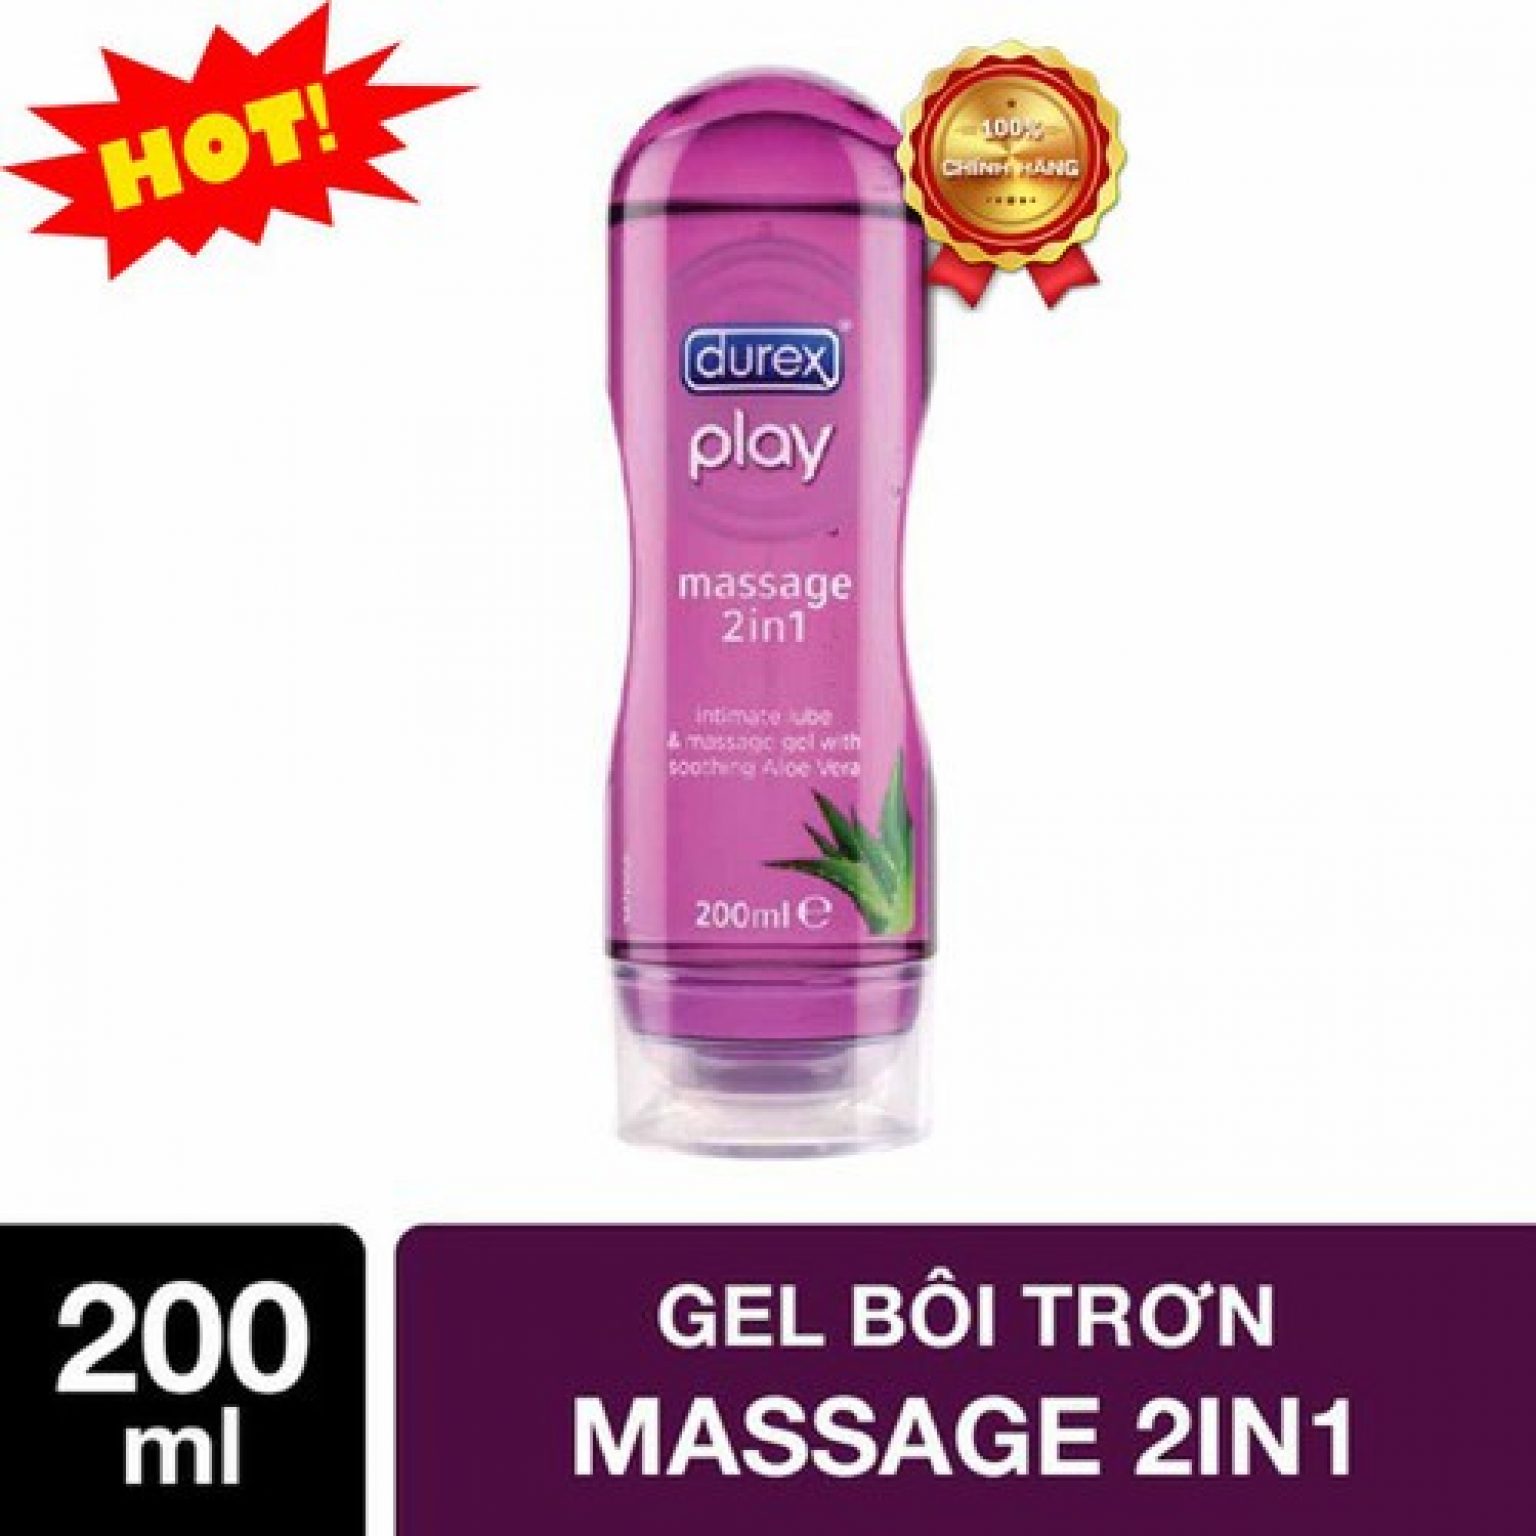 HOT!
100%
CHÍNH HÃNG
durex
play
massage
2in1
intimate lube
& massage gel with
soothing Aloe Vera
200ml e
200
ml
GEL BÔI TRƠN
MASSAGE 2IN1